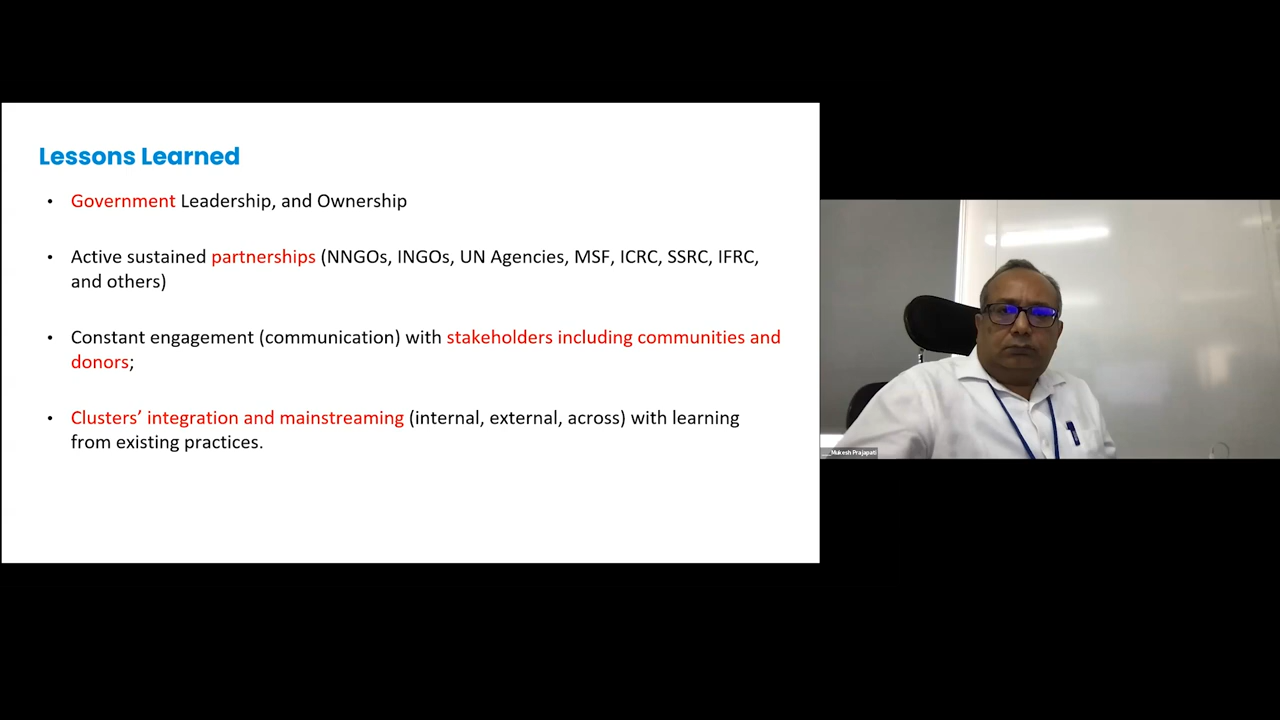 Lessons Learned
• Government Leadership, and Ownership
• Active sustained partnerships (NNGOs, INGOs, UN Agencies, MSF, ICRC, SSRC, IFRC,
and others)
• Constant engagement (communication) with stakeholders including communities and
donors;
• Clusters’ integration and mainstreaming (internal, external, across) with learning
from existing practices.
Mukesh Prajapati